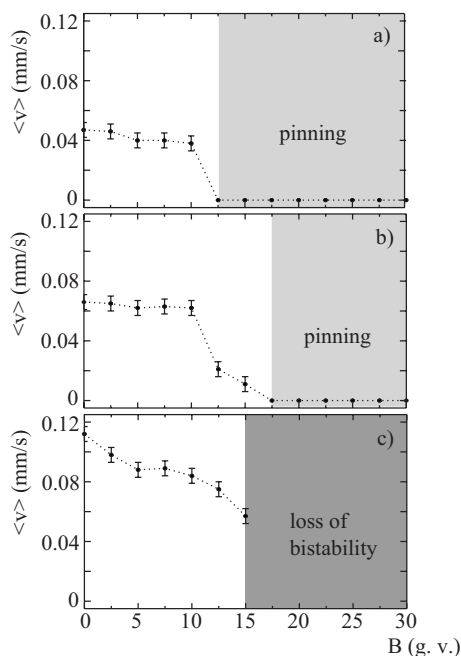 0.12
a)
<v> (mm/s)
0.08
pinning
0.04
0
0.12
b)
<v> (mm/s)
0.08
pinning
0.04
0
0.12
c)
<v> (mm/s)
0.08
loss of
bistability
0.04
0
0 5 10 15 20 25 30
B (g. v.)